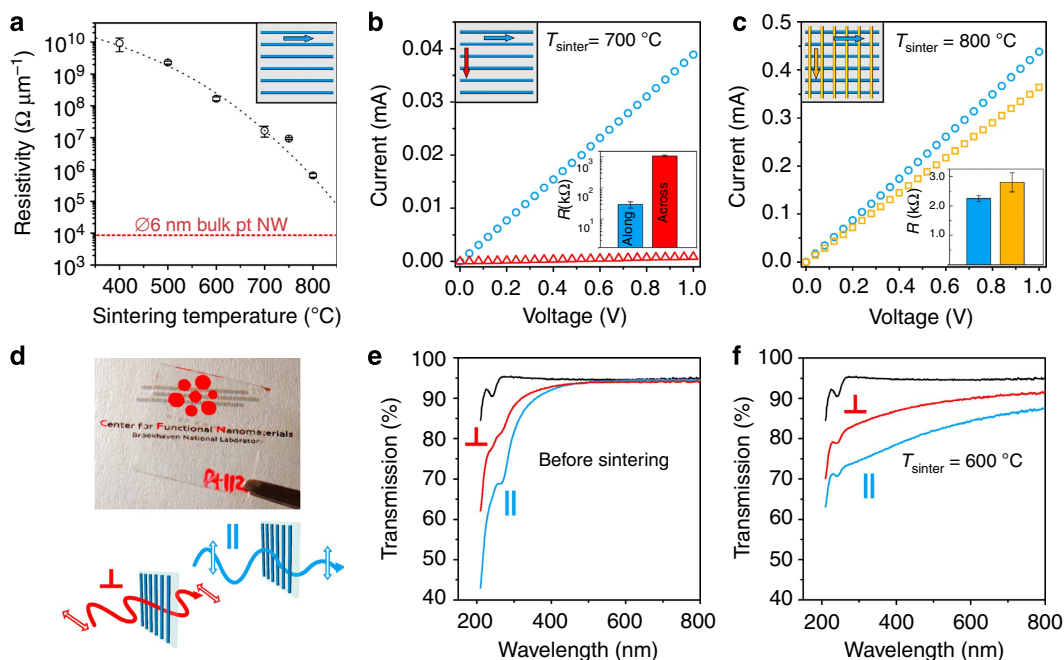 a
Resistivity (Ω μm⁻¹)
10¹⁰
10⁹
10⁸
10⁷
10⁶
10⁵
10⁴
10³
∅6 nm bulk pt NW
400 500 600 700 800
Sintering temperature (°C)
b
T sinter = 700 °C
Current (mA)
0.04
0.03
0.02
0.01
0.00
R(kΩ)
10³
10²
10¹
Along
Across
0.0 0.2 0.4 0.6 0.8 1.0
Voltage (V)
c
T sinter = 800 °C
Current (mA)
0.5
0.4
0.3
0.2
0.1
0.0
R (kΩ)
3.0
2.0
1.0
0.0 0.2 0.4 0.6 0.8 1.0
Voltage (V)
d
Center for Functional Nanomaterials
Brookhaven National Laboratory
Pt112
||
⊥
e
Transmission (%)
100
90
80
70
60
50
40
⊥
||
Before sintering
200 400 600 800
Wavelength (nm)
f
Transmission (%)
100
90
80
70
60
50
40
⊥
||
T sinter = 600 °C
200 400 600 800
Wavelength (nm)